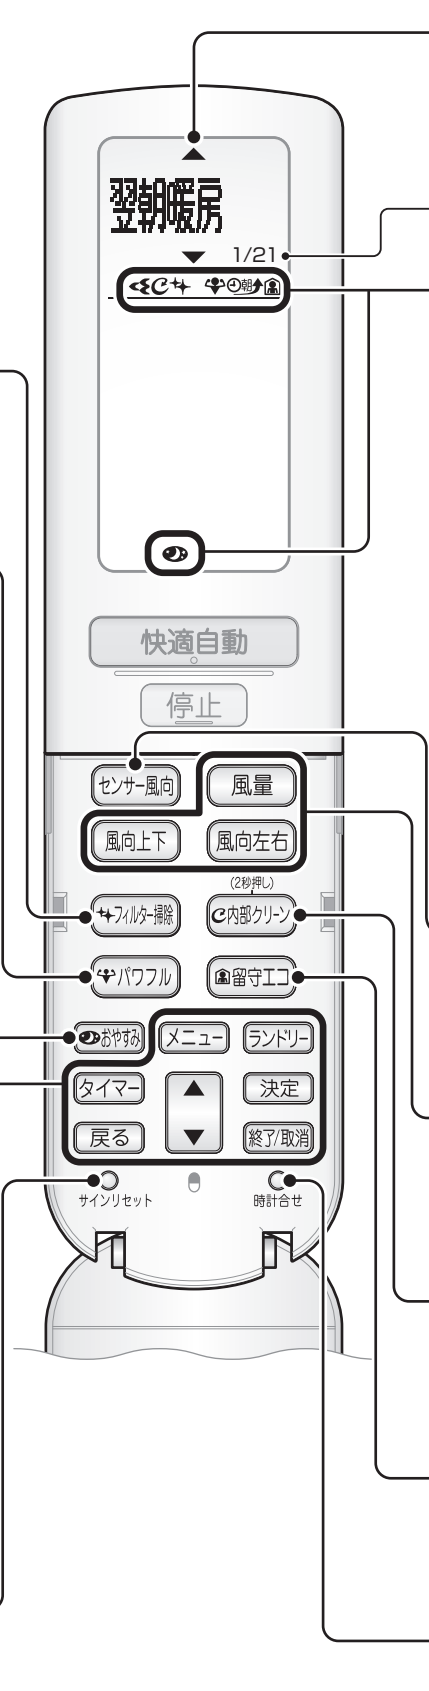 翌朝暖房
1/21
朝
快適自動
停止
センサー風向 風量
風向上下 風向左右
(2秒押し)
フィルター掃除 内部クリーン
パワフル 留守エコ
おやすみ メニュー ランドリー
タイマー 決定
戻る 終了/取消
サインリセット 時計合せ